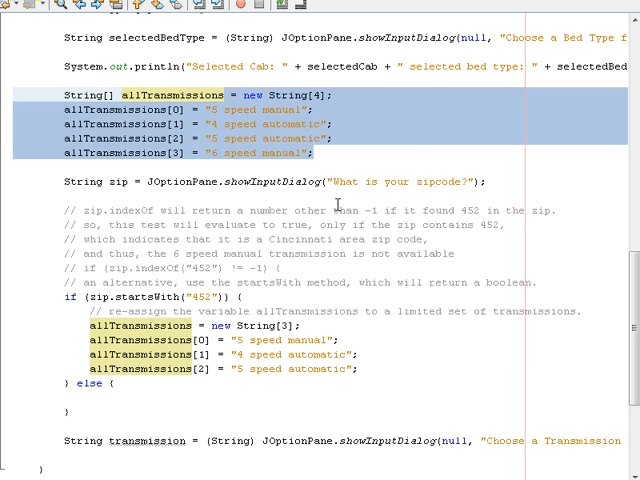 String selectedBedType = (String) JOptionPane.showInputDialog(null, "Choose a Bed Type f
System.out.println("Selected Cab: " + selectedCab + " selected bed type: " + selectedBed
String[] allTransmissions = new String[4];
allTransmissions[0] = "5 speed manual";
allTransmissions[1] = "4 speed automatic";
allTransmissions[2] = "5 speed automatic";
allTransmissions[3] = "6 speed manual";
String zip = JOptionPane.showInputDialog("What is your zipcode?");
// zip.indexOf will return a number other than -1 if it found 452 in the zip.
// so, this test will evaluate to true, only if the zip contains 452,
// which indicates that it is a Cincinnati area zip code,
// and thus, the 6 speed manual transmission is not available
// if (zip.indexOf("452") != -1) {
// an alternative, use the startsWith method, which will return a boolean.
if (zip.startsWith("452")) {
// re-assign the variable allTransmissions to a limited set of transmissions.
allTransmissions = new String[3];
allTransmissions[0] = "5 speed manual";
allTransmissions[1] = "4 speed automatic";
allTransmissions[2] = "5 speed automatic";
} else {
}
String transmission = (String) JOptionPane.showInputDialog(null, "Choose a Transmission
}